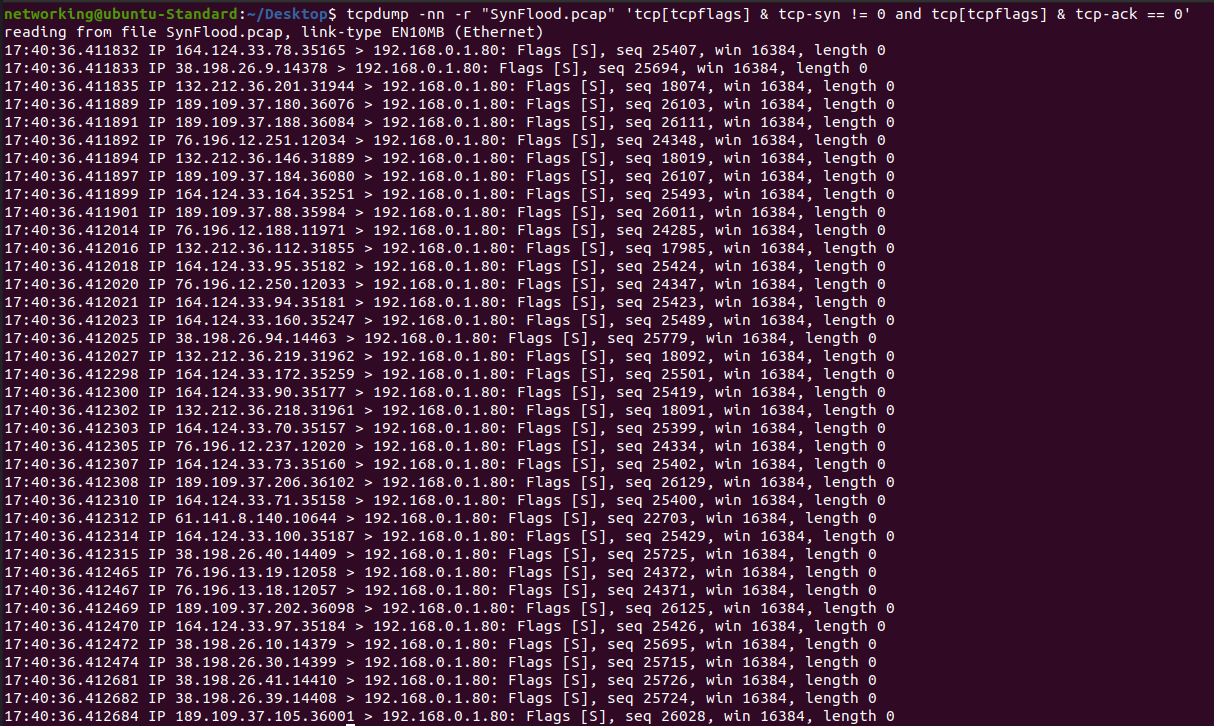 networking@ubuntu-Standard:~/Desktop$ tcpdump -nn -r "SynFlood.pcap" 'tcp[tcpflags] & tcp-syn != 0 and tcp[tcpflags] & tcp-ack == 0'
reading from file SynFlood.pcap, link-type EN10MB (Ethernet)
17:40:36.411832 IP 164.124.33.78.35165 > 192.168.0.1.80: Flags [S], seq 25407, win 16384, length 0
17:40:36.411833 IP 38.198.26.9.14378 > 192.168.0.1.80: Flags [S], seq 25694, win 16384, length 0
17:40:36.411835 IP 132.212.36.201.31944 > 192.168.0.1.80: Flags [S], seq 18074, win 16384, length 0
17:40:36.411889 IP 189.109.37.180.36076 > 192.168.0.1.80: Flags [S], seq 26103, win 16384, length 0
17:40:36.411891 IP 189.109.37.188.36084 > 192.168.0.1.80: Flags [S], seq 26111, win 16384, length 0
17:40:36.411892 IP 76.196.12.251.12034 > 192.168.0.1.80: Flags [S], seq 24348, win 16384, length 0
17:40:36.411894 IP 132.212.36.146.31889 > 192.168.0.1.80: Flags [S], seq 18019, win 16384, length 0
17:40:36.411897 IP 189.109.37.184.36080 > 192.168.0.1.80: Flags [S], seq 26107, win 16384, length 0
17:40:36.411899 IP 164.124.33.164.35251 > 192.168.0.1.80: Flags [S], seq 25493, win 16384, length 0
17:40:36.411901 IP 189.109.37.88.35984 > 192.168.0.1.80: Flags [S], seq 26011, win 16384, length 0
17:40:36.412014 IP 76.196.12.188.11971 > 192.168.0.1.80: Flags [S], seq 24285, win 16384, length 0
17:40:36.412016 IP 132.212.36.112.31855 > 192.168.0.1.80: Flags [S], seq 17985, win 16384, length 0
17:40:36.412018 IP 164.124.33.95.35182 > 192.168.0.1.80: Flags [S], seq 25424, win 16384, length 0
17:40:36.412020 IP 76.196.12.250.12033 > 192.168.0.1.80: Flags [S], seq 24347, win 16384, length 0
17:40:36.412021 IP 164.124.33.94.35181 > 192.168.0.1.80: Flags [S], seq 25423, win 16384, length 0
17:40:36.412023 IP 164.124.33.160.35247 > 192.168.0.1.80: Flags [S], seq 25489, win 16384, length 0
17:40:36.412025 IP 38.198.26.94.14463 > 192.168.0.1.80: Flags [S], seq 25779, win 16384, length 0
17:40:36.412027 IP 132.212.36.219.31962 > 192.168.0.1.80: Flags [S], seq 18092, win 16384, length 0
17:40:36.412298 IP 164.124.33.172.35259 > 192.168.0.1.80: Flags [S], seq 25501, win 16384, length 0
17:40:36.412300 IP 164.124.33.90.35177 > 192.168.0.1.80: Flags [S], seq 25419, win 16384, length 0
17:40:36.412302 IP 132.212.36.218.31961 > 192.168.0.1.80: Flags [S], seq 18091, win 16384, length 0
17:40:36.412303 IP 164.124.33.70.35157 > 192.168.0.1.80: Flags [S], seq 25399, win 16384, length 0
17:40:36.412305 IP 76.196.12.237.12020 > 192.168.0.1.80: Flags [S], seq 24334, win 16384, length 0
17:40:36.412307 IP 164.124.33.73.35160 > 192.168.0.1.80: Flags [S], seq 25402, win 16384, length 0
17:40:36.412308 IP 189.109.37.206.36102 > 192.168.0.1.80: Flags [S], seq 26129, win 16384, length 0
17:40:36.412310 IP 164.124.33.71.35158 > 192.168.0.1.80: Flags [S], seq 25400, win 16384, length 0
17:40:36.412312 IP 61.141.8.140.10644 > 192.168.0.1.80: Flags [S], seq 22703, win 16384, length 0
17:40:36.412314 IP 164.124.33.100.35187 > 192.168.0.1.80: Flags [S], seq 25429, win 16384, length 0
17:40:36.412315 IP 38.198.26.40.14409 > 192.168.0.1.80: Flags [S], seq 25725, win 16384, length 0
17:40:36.412465 IP 76.196.13.19.12058 > 192.168.0.1.80: Flags [S], seq 24372, win 16384, length 0
17:40:36.412467 IP 76.196.13.18.12057 > 192.168.0.1.80: Flags [S], seq 24371, win 16384, length 0
17:40:36.412469 IP 189.109.37.202.36098 > 192.168.0.1.80: Flags [S], seq 26125, win 16384, length 0
17:40:36.412470 IP 164.124.33.97.35184 > 192.168.0.1.80: Flags [S], seq 25426, win 16384, length 0
17:40:36.412472 IP 38.198.26.10.14379 > 192.168.0.1.80: Flags [S], seq 25695, win 16384, length 0
17:40:36.412474 IP 38.198.26.30.14399 > 192.168.0.1.80: Flags [S], seq 25715, win 16384, length 0
17:40:36.412681 IP 38.198.26.41.14410 > 192.168.0.1.80: Flags [S], seq 25726, win 16384, length 0
17:40:36.412682 IP 38.198.26.39.14408 > 192.168.0.1.80: Flags [S], seq 25724, win 16384, length 0
17:40:36.412684 IP 189.109.37.105.36001 > 192.168.0.1.80: Flags [S], seq 26028, win 16384, length 0